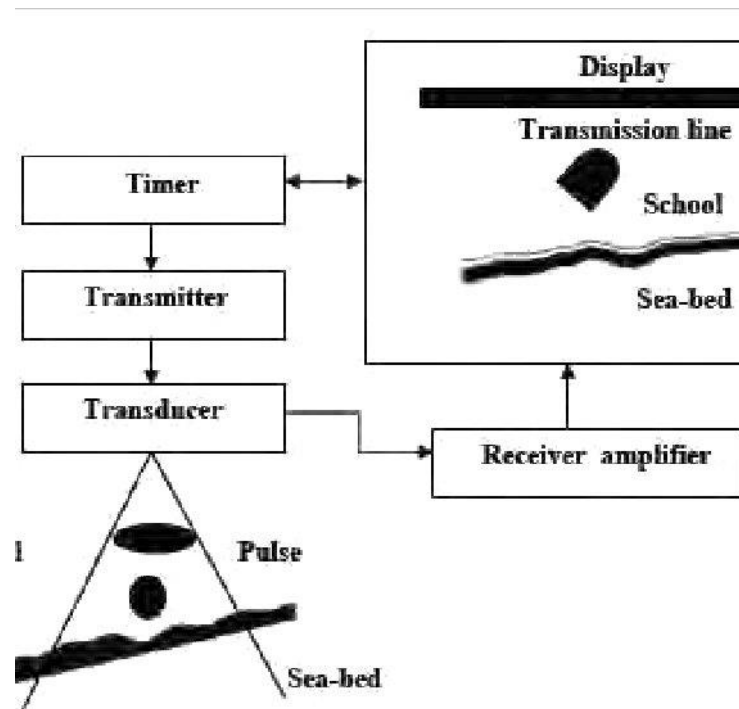 Display
Transmission line
Timer
School
Transmitter
Sea-bed
Transducer
Receiver amplifier
Pulse
Sea-bed